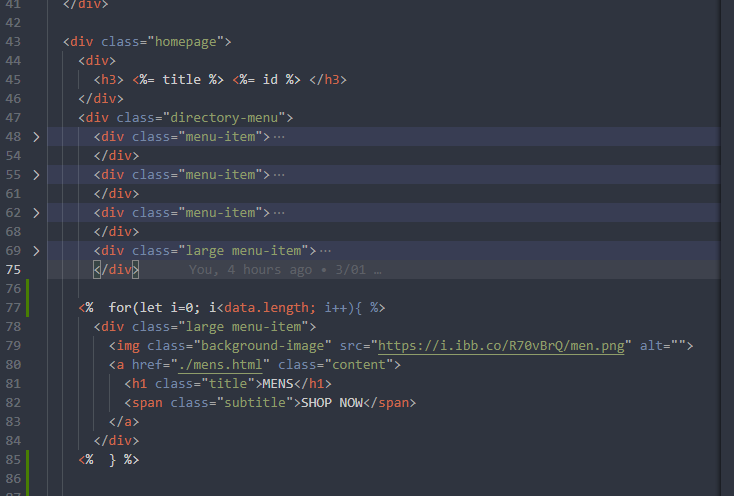 41 </div>
42
43 <div class="homepage">
44 <div>
45 <h3> <%= title %> <%= id %> </h3>
46 </div>
47 <div class="directory-menu">
48 <div class="menu-item">…
54 </div>
55 <div class="menu-item">…
61 </div>
62 <div class="menu-item">…
68 </div>
69 <div class="large menu-item">…
75 </div> You, 4 hours ago • 3/01 …
76
77 <% for(let i=0; i<data.length; i++){ %>
78 <div class="large menu-item">
79 <img class="background-image" src="https://i.ibb.co/R70vBrQ/men.png" alt="">
80 <a href="./mens.html" class="content">
81 <h1 class="title">MENS</h1>
82 <span class="subtitle">SHOP NOW</span>
83 </a>
84 </div>
85 <% } %>
86
87